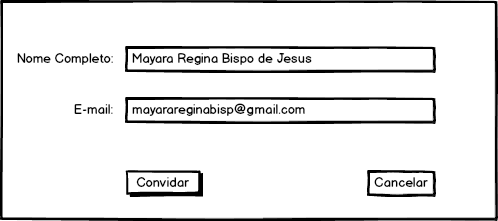 Nome Completo: Mayara Regina Bispo de Jesus
E-mail: mayarareginabisp@gmail.com
Convidar Cancelar